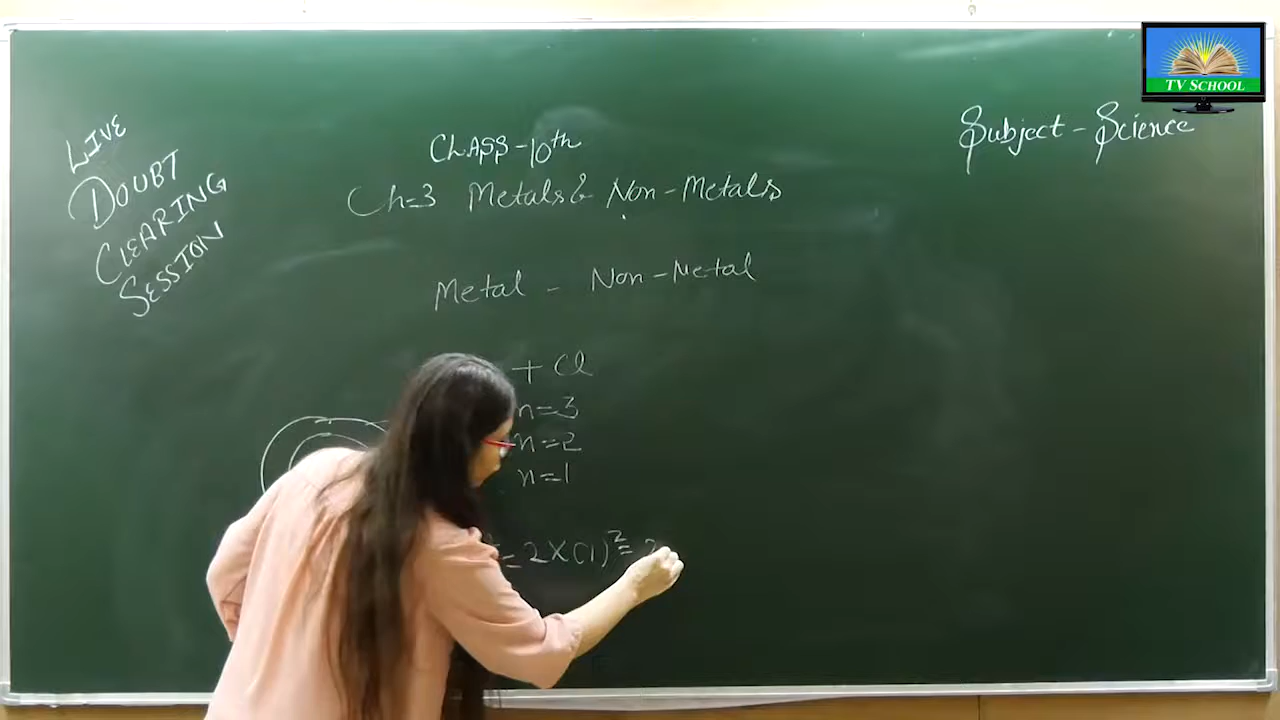 TV SCHOOL
LIVE
DOUBT
CLEARING
SESSION
CLASS-10th
Subject - Science
Ch=3 Metals & Non-Metals
Metal - Non-Metal
+ Cl
n=3
n=2
n=1
= 2×(1)²= 2